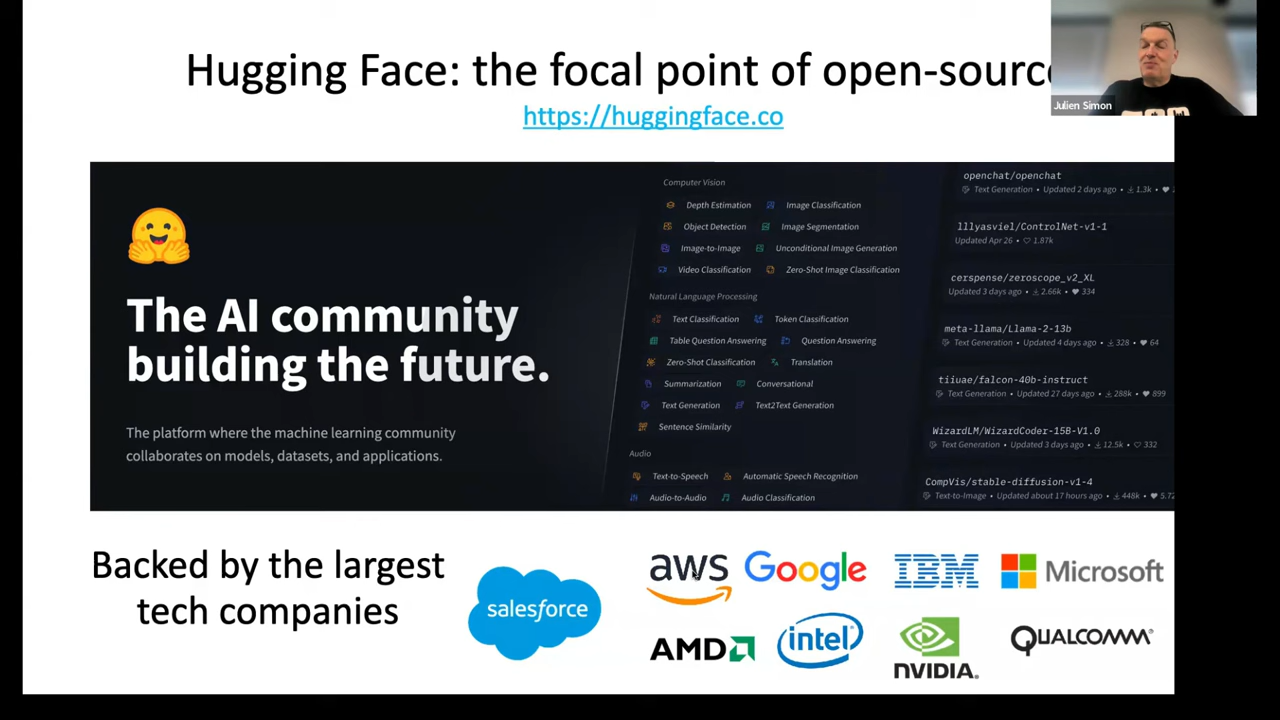 Hugging Face: the focal point of open-source
https://huggingface.co
Julien Simon
The AI community
building the future.
The platform where the machine learning community
collaborates on models, datasets, and applications.
Computer Vision
Depth Estimation Image Classification
Object Detection Image Segmentation
Image-to-Image Unconditional Image Generation
Video Classification Zero-Shot Image Classification
Natural Language Processing
Text Classification Token Classification
Table Question Answering Question Answering
Zero-Shot Classification Translation
Summarization Conversational
Text Generation Text2Text Generation
Sentence Similarity
Audio
Text-to-Speech Automatic Speech Recognition
Audio-to-Audio Audio Classification
openchat/openchat
Text Generation • Updated 2 days ago • 1.3k •
lllyasviel/ControlNet-v1-1
Updated Apr 26 • 1.87k
cerspense/zeroscope_v2_XL
Updated 3 days ago • 2.66k • 334
meta-llama/Llama-2-13b
Text Generation • Updated 4 days ago • 328 • 64
tiiuae/falcon-40b-instruct
Text Generation • Updated 27 days ago • 288k • 899
WizardLM/WizardCoder-15B-V1.0
Text Generation • Updated 3 days ago • 12.5k • 332
CompVis/stable-diffusion-v1-4
Text-to-Image • Updated about 17 hours ago • 448k • 5.72
Backed by the largest
tech companies
salesforce
aws Google IBM Microsoft
AMD intel NVIDIA. QUALCOMM